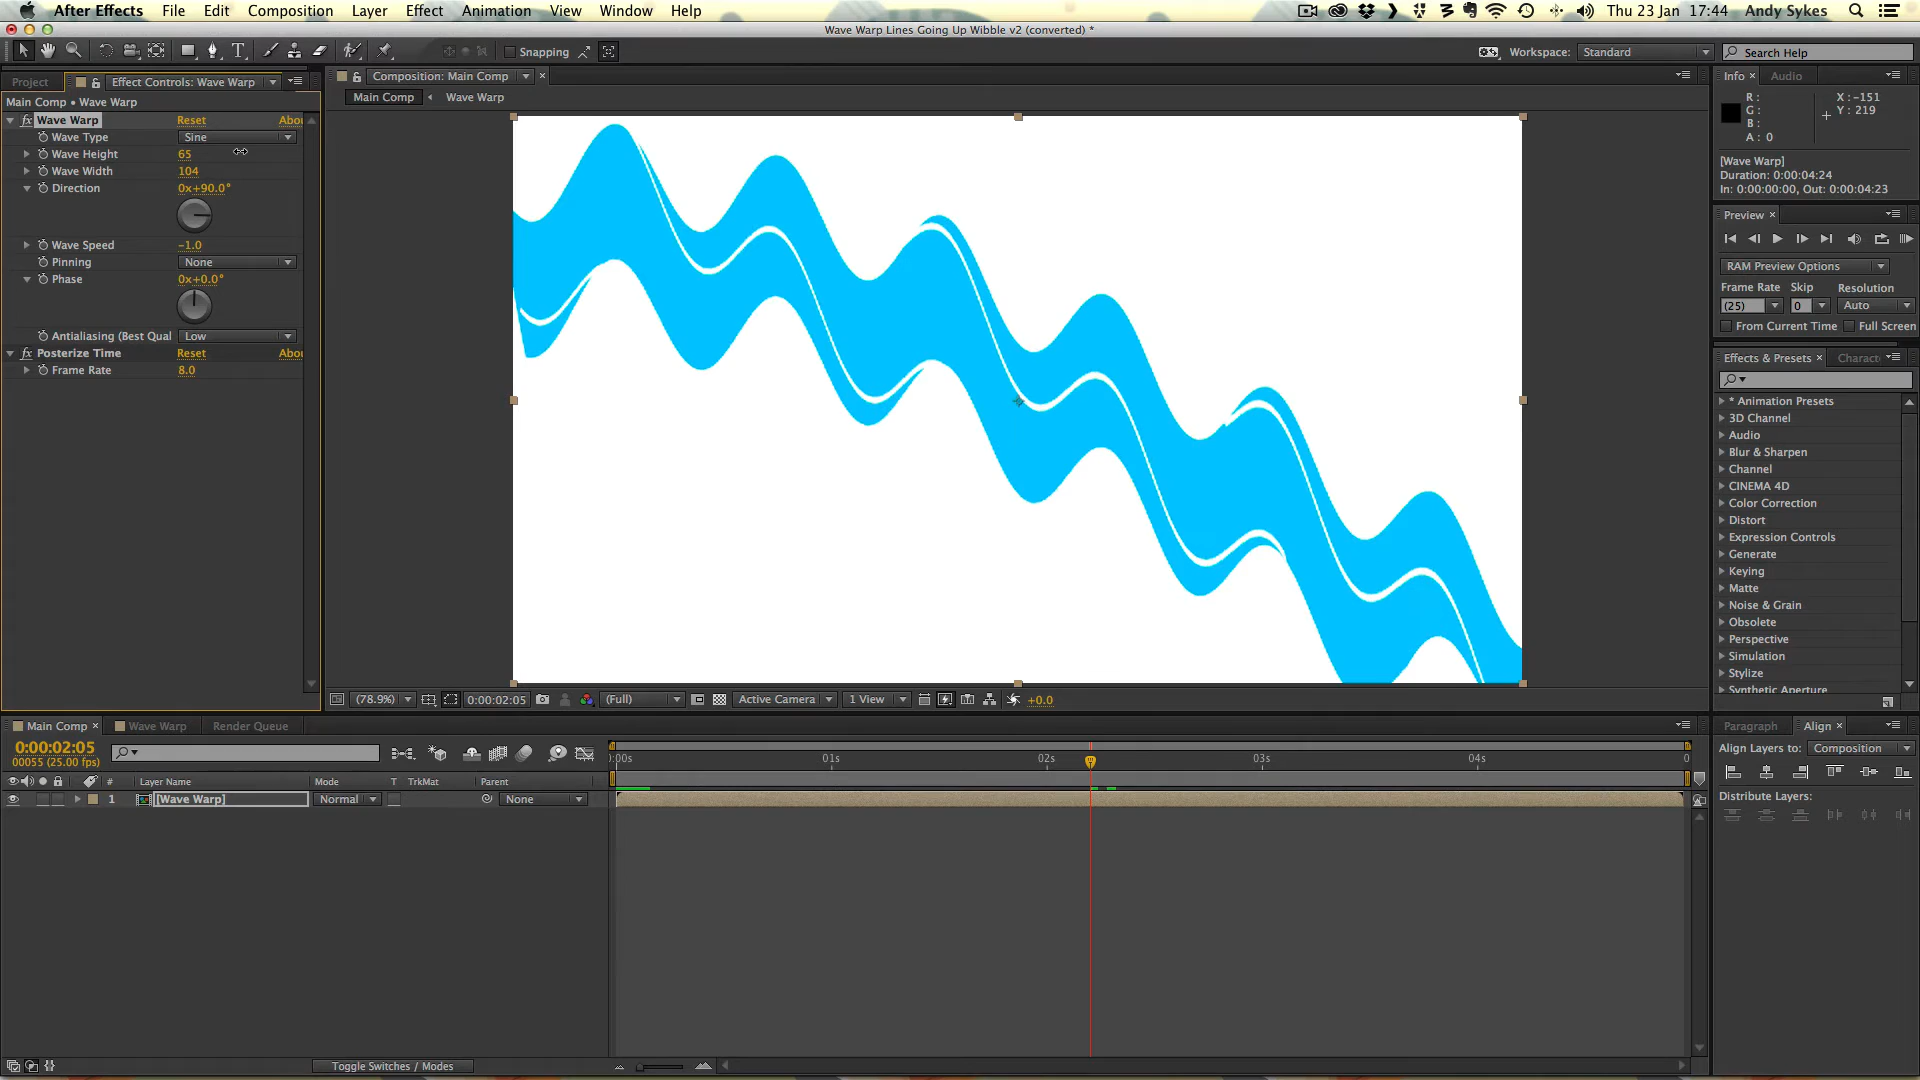 After Effects File Edit Composition Layer Effect Animation View Window Help Thu 23 Jan 17:44 Andy Sykes
Wave Warp Lines Going Up Wibble v2 (converted) *
Snapping Workspace: Standard Search Help
Project Effect Controls: Wave Warp Composition: Main Comp × Info × Audio
Main Comp • Wave Warp Main Comp Wave Warp
fx Wave Warp Reset Abou
Wave Type Sine
Wave Height 65
Wave Width 104
Direction 0x+90.0°
Wave Speed -1.0
Pinning None
Phase 0x+0.0°
Antialiasing (Best Qual Low
fx Posterize Time Reset Abou
Frame Rate 8.0
R :
G :
B :
A : 0
X : -151
Y : 219
[Wave Warp]
Duration: 0:00:04:24
In: 0:00:00:00, Out: 0:00:04:23
Preview ×
RAM Preview Options
Frame Rate Skip Resolution
(25) 0 Auto
From Current Time Full Screen
Effects & Presets × Charact
* Animation Presets
3D Channel
Audio
Blur & Sharpen
Channel
CINEMA 4D
Color Correction
Distort
Expression Controls
Generate
Keying
Matte
Noise & Grain
Obsolete
Perspective
Simulation
Stylize
Synthetic Aperture
(78.9%) 0:00:02:05 (Full) Active Camera 1 View +0.0
Main Comp × Wave Warp Render Queue
0:00:02:05
00055 (25.00 fps)
:00s 01s 02s 03s 04s 0
# Layer Name Mode T TrkMat Parent
1 [Wave Warp] Normal None
Toggle Switches / Modes
Paragraph Align ×
Align Layers to: Composition
Distribute Layers: